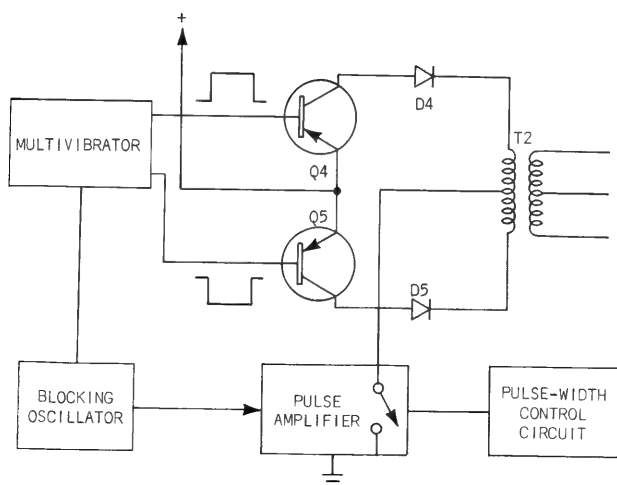 +
MULTIVIBRATOR
Q4
D4
T2
Q5
D5
BLOCKING
OSCILLATOR
PULSE
AMPLIFIER
PULSE-WIDTH
CONTROL
CIRCUIT